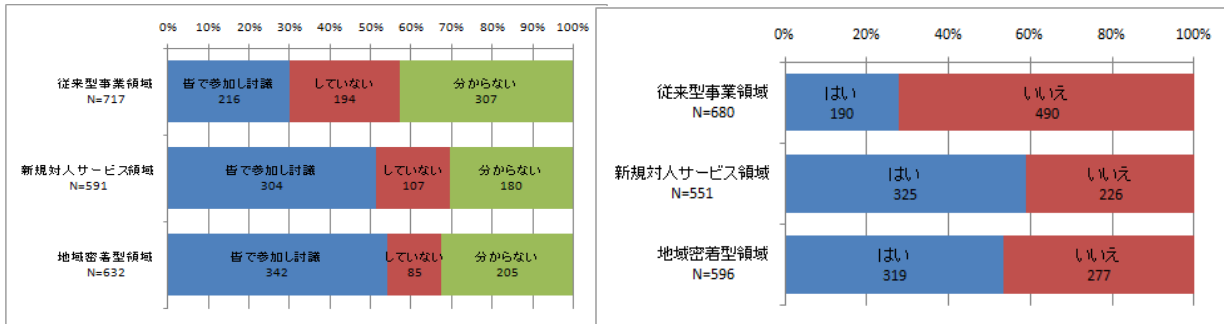 0% 10% 20% 30% 40% 50% 60% 70% 80% 90% 100%
従来型事業領域
N=717
皆で参加し討議
216
していない
194
分からない
307
新規対人サービス領域
N=591
皆で参加し討議
304
していない
107
分からない
180
地域密着型領域
N=632
皆で参加し討議
342
していない
85
分からない
205
0% 20% 40% 60% 80% 100%
従来型事業領域
N=680
はい
190
いいえ
490
新規対人サービス領域
N=551
はい
325
いいえ
226
地域密着型領域
N=596
はい
319
いいえ
277